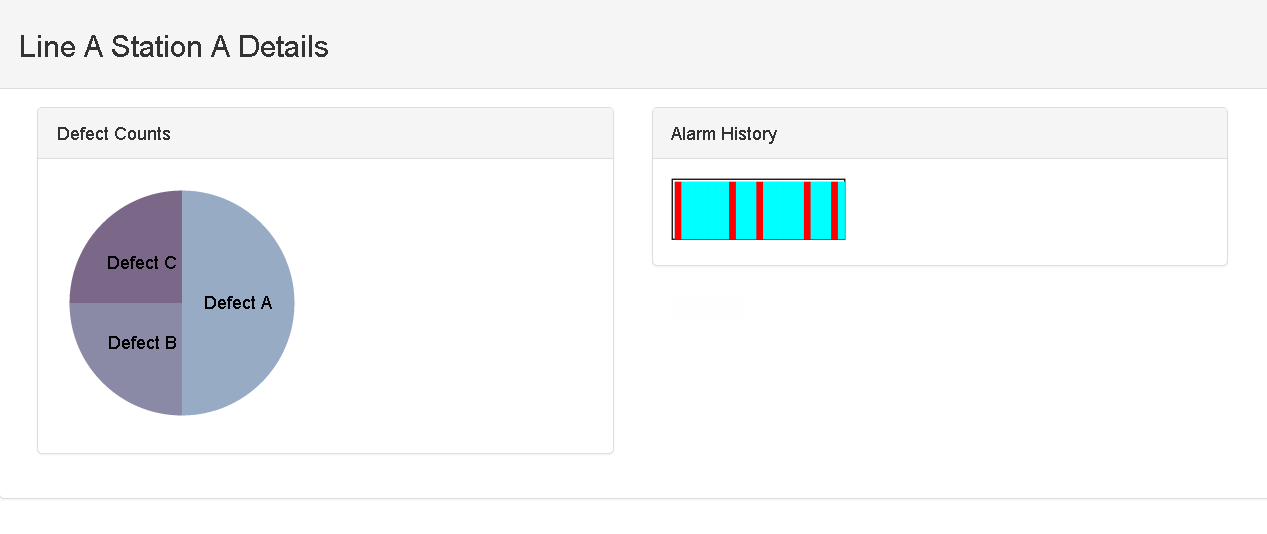 Line A Station A Details
Defect Counts
Defect C
Defect A
Defect B
Alarm History